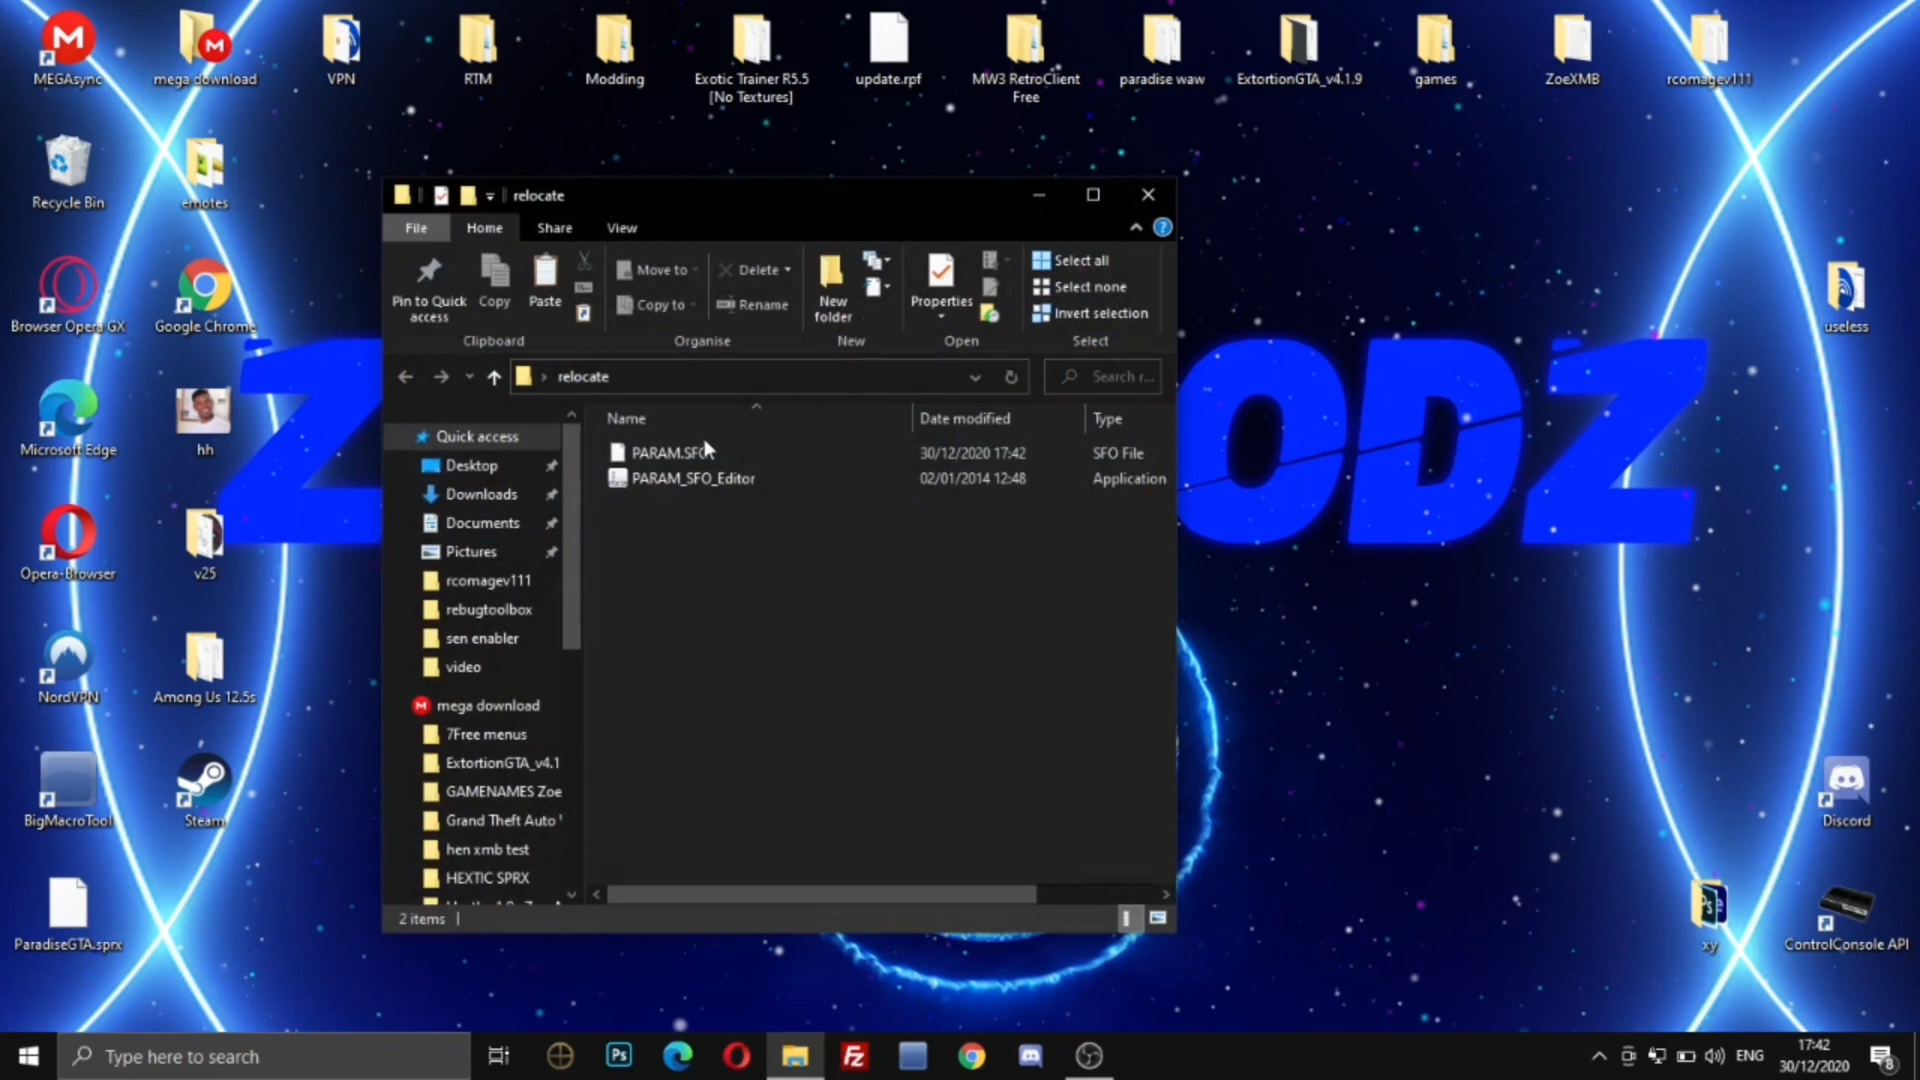 MEGAsync
mega download
VPN
RTM
Modding
Exotic Trainer R5.5
[No Textures]
update.rpf
MW3 RetroClient
Free
paradise waw
ExtortionGTA_v4.1.9
games
ZoeXMB
rcomagev111
Recycle Bin
emotes
relocate
File
Home
Share
View
Pin to Quick
access
Copy
Paste
Move to
Copy to
Delete
Rename
New
folder
Properties
Select all
Select none
Invert selection
Clipboard
Organise
New
Open
Select
Browser Opera GX
Google Chrome
useless
relocate
Search r...
Z
ODZ
Name
Date modified
Type
PARAM.SFO
30/12/2020 17:42
SFO File
PARAM_SFO_Editor
02/01/2014 12:48
Application
Quick access
Desktop
Downloads
Documents
Pictures
rcomagev111
rebugtoolbox
sen enabler
video
mega download
7Free menus
ExtortionGTA_v4.1
GAMENAMES Zoe
Grand Theft Auto
hen xmb test
HEXTIC SPRX
2 items
Microsoft Edge
hh
Opera-Browser
v25
NordVPN
Among Us 12.5s
BigMacroTool
Steam
Discord
ParadiseGTA.sprx
xy
ControlConsole API
Type here to search
Ps
Fz
ENG
17:42
30/12/2020
8